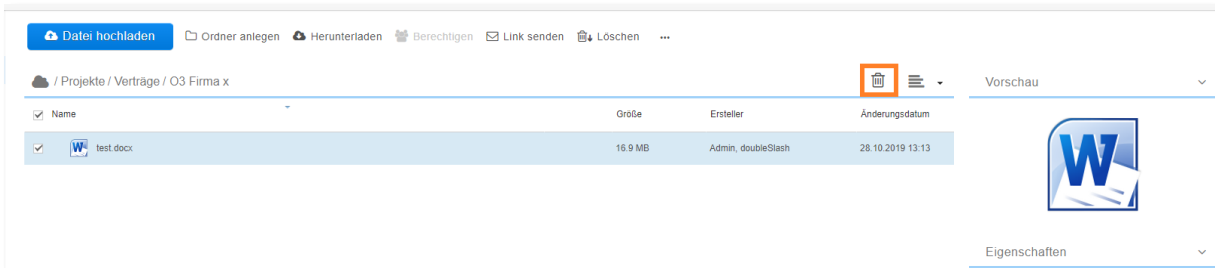 Datei hochladen Ordner anlegen Herunterladen Berechtigen Link senden Löschen ...
/ Projekte / Verträge / O3 Firma x
Vorschau
Name Größe Ersteller Änderungsdatum
W test.docx 16.9 MB Admin, doubleSlash 28.10.2019 13:13
W
Eigenschaften